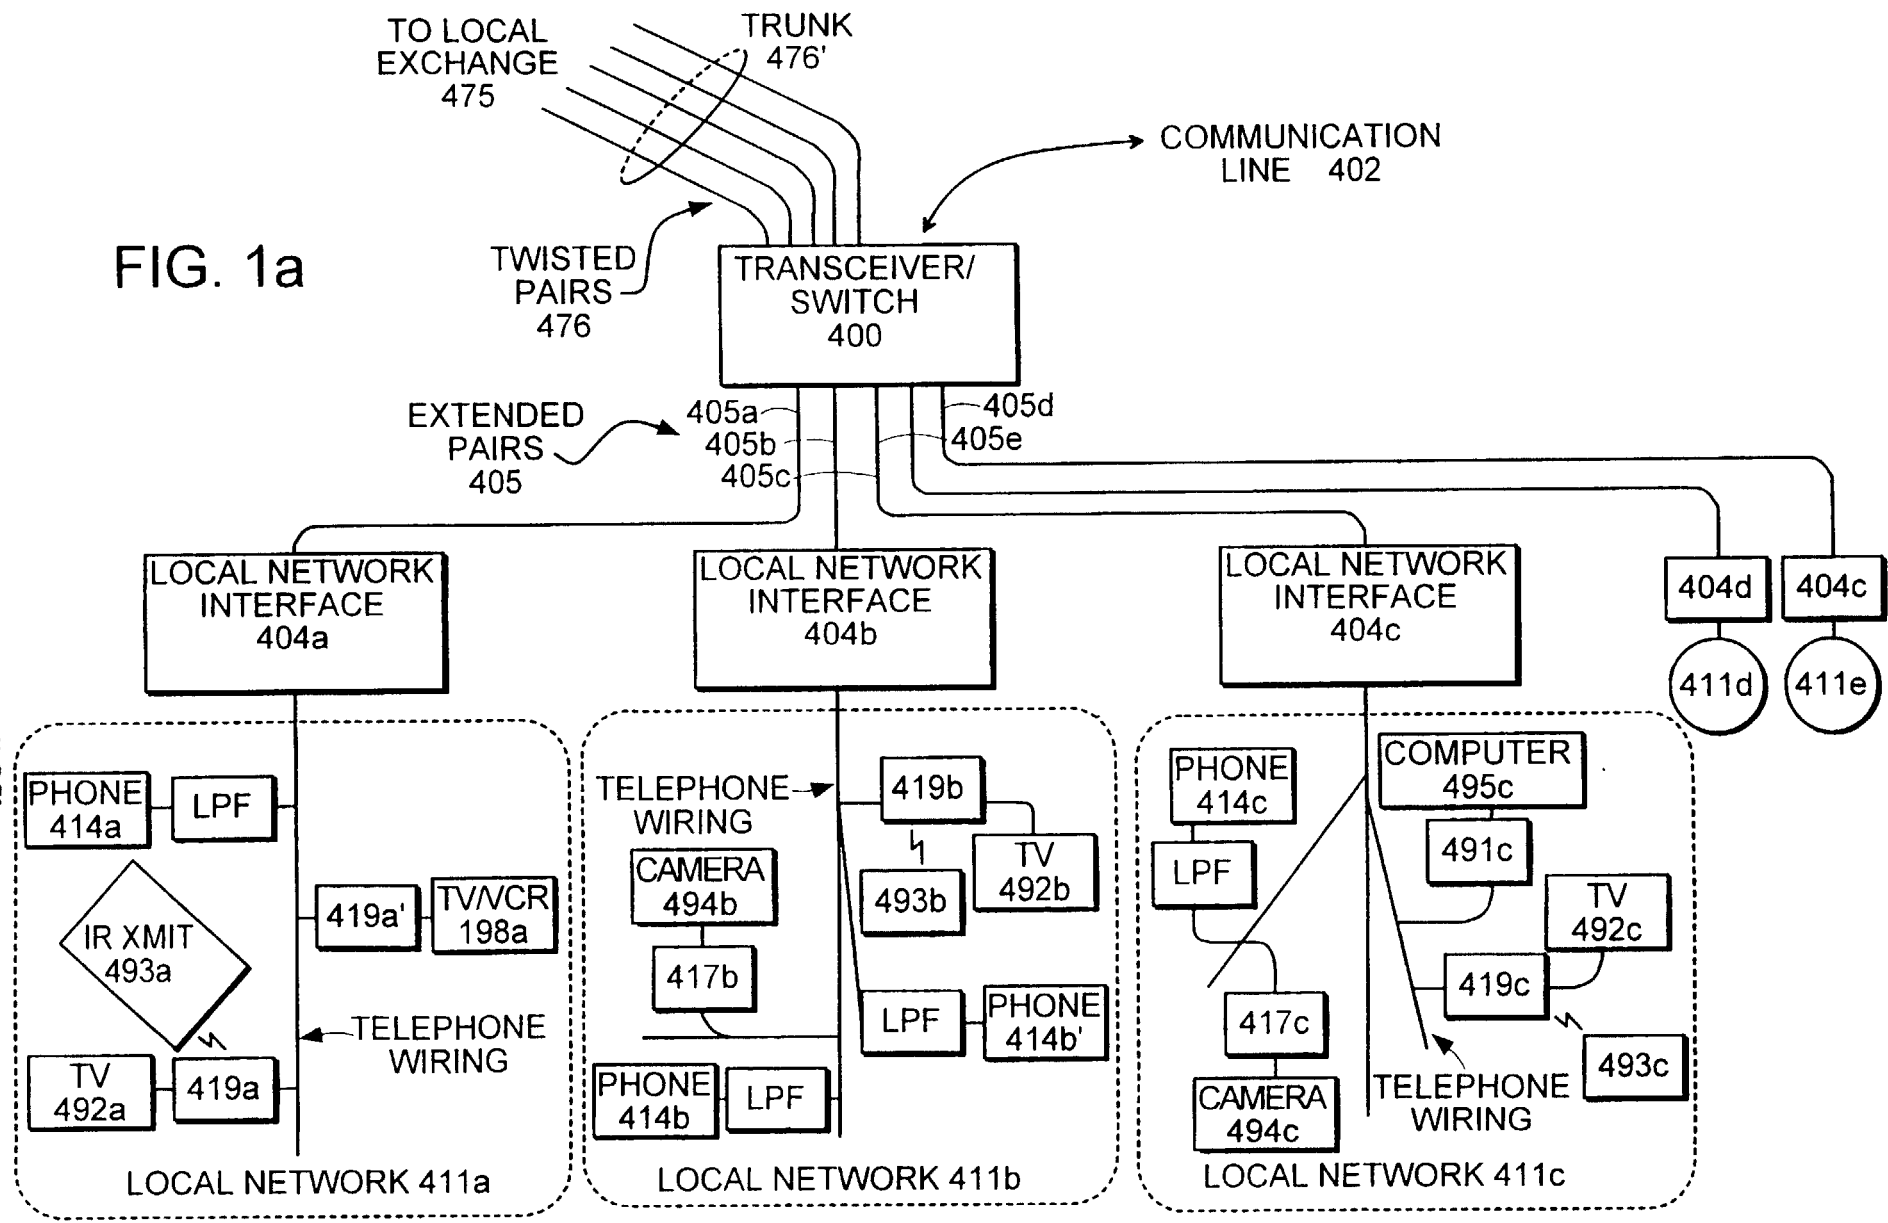 TO LOCAL
EXCHANGE
475
TRUNK
476'
COMMUNICATION
LINE 402
FIG. 1a
TWISTED
PAIRS
476
TRANSCEIVER/
SWITCH
400
EXTENDED
PAIRS
405
405a
405b
405c
405d
405e
LOCAL NETWORK
INTERFACE
404a
LOCAL NETWORK
INTERFACE
404b
LOCAL NETWORK
INTERFACE
404c
404d
404c
411d
411e
PHONE
414a
LPF
419a'
TV/VCR
198a
IR XMIT
493a
TELEPHONE
WIRING
TV
492a
419a
LOCAL NETWORK 411a
TELEPHONE
WIRING
419b
TV
492b
493b
CAMERA
494b
417b
LPF
PHONE
414b'
PHONE
414b
LPF
LOCAL NETWORK 411b
PHONE
414c
LPF
COMPUTER
495c
491c
TV
492c
419c
493c
417c
CAMERA
494c
TELEPHONE
WIRING
LOCAL NETWORK 411c